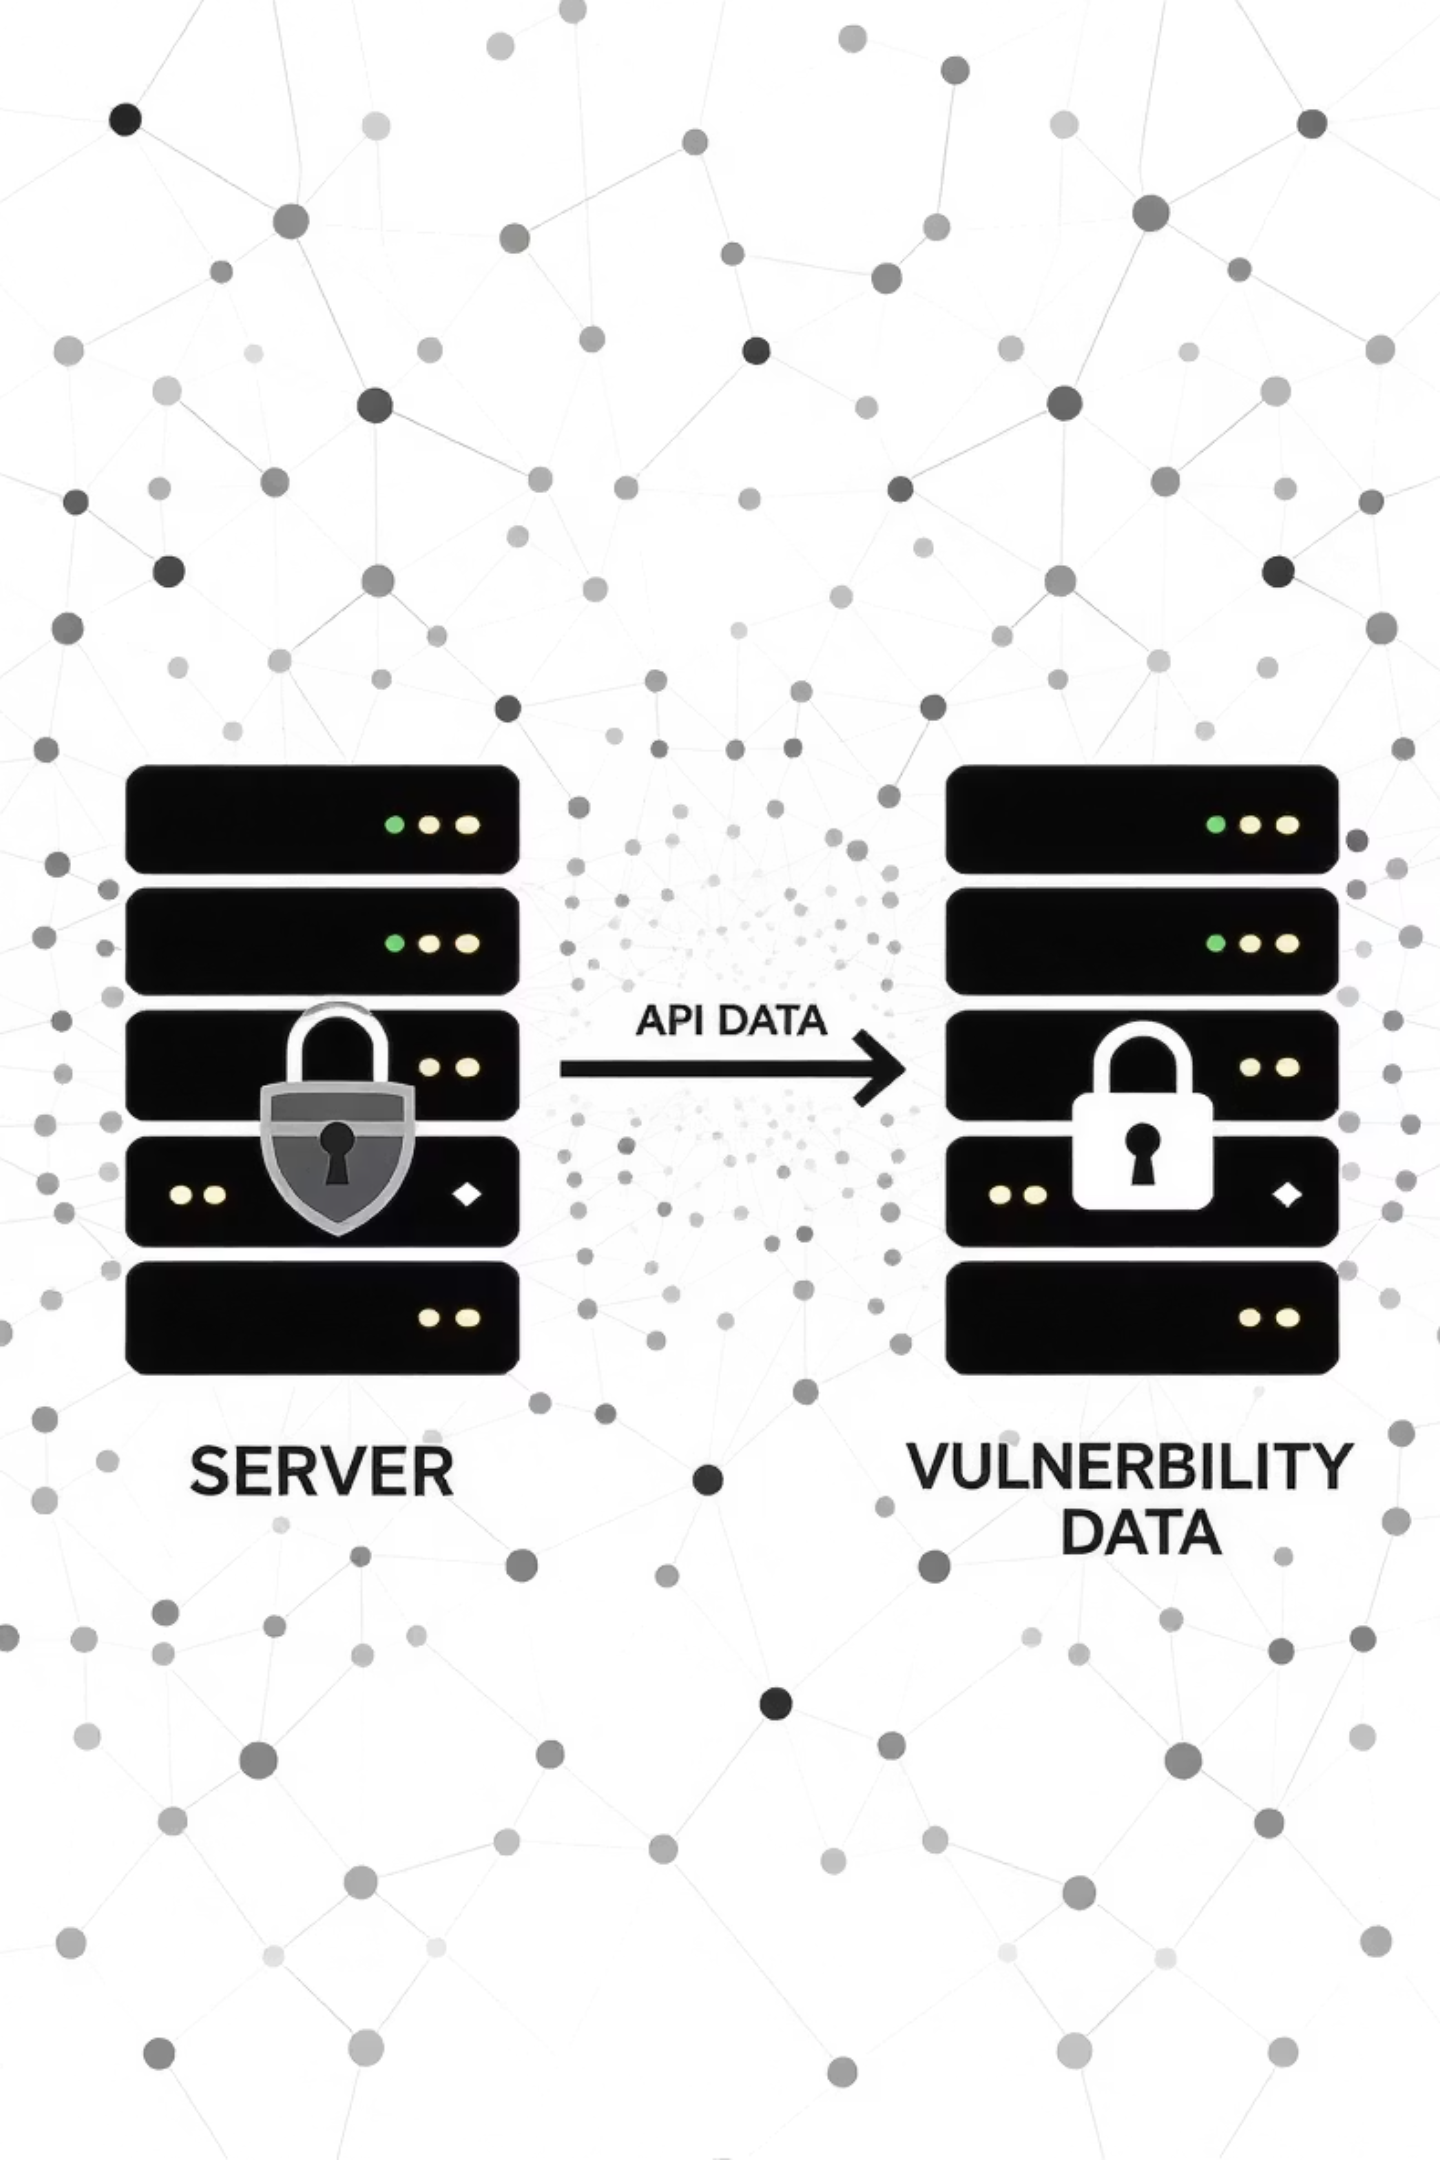 API DATA
SERVER
VULNERBILITY
DATA